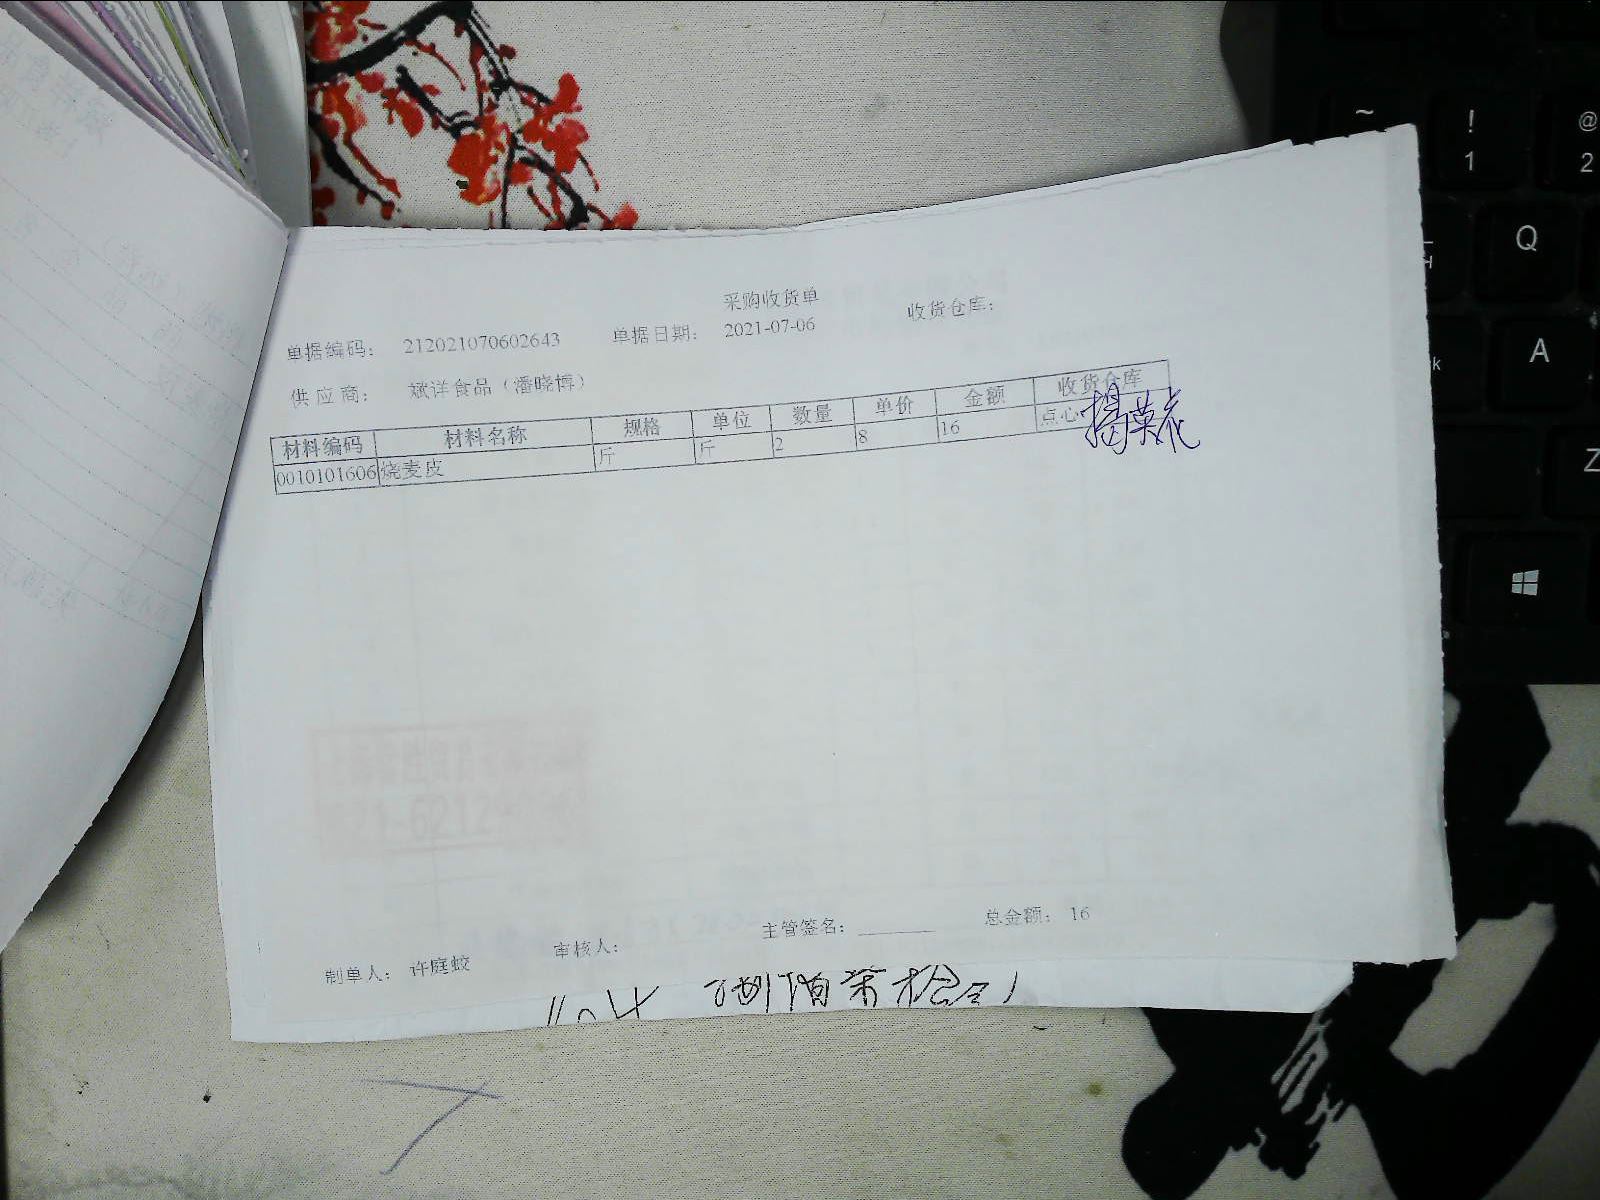 采购收货单
单据编码： 212021070602643 单据日期： 2021-07-06 收货仓库：
供应商： 斌洋食品（潘晓博）
材料编码 材料名称 规格 单位 数量 单价 金额 收货仓库
0010101606 烧麦皮 斤 斤 2 8 16 点心
制单人： 许庭蛟 审核人： 主管签名： 总金额： 16
~ ! 1 @ 2
Q
A
Z